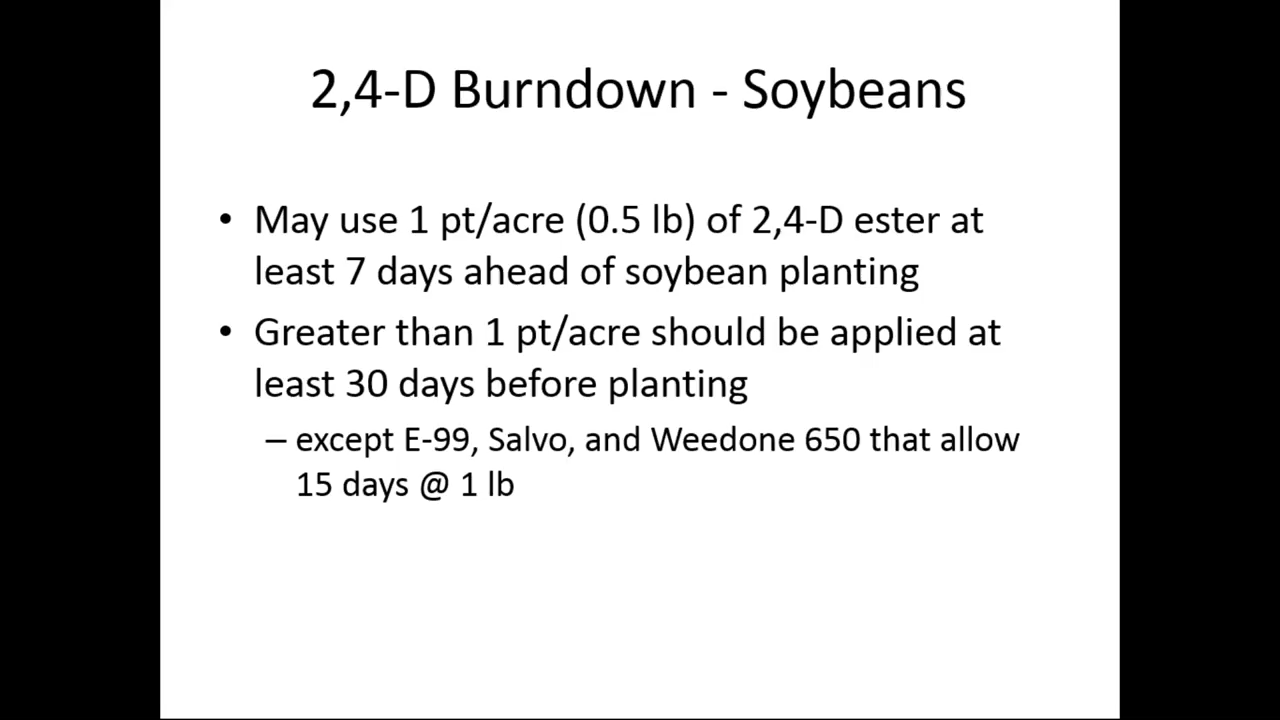 2,4-D Burndown - Soybeans
• May use 1 pt/acre (0.5 lb) of 2,4-D ester at
least 7 days ahead of soybean planting
• Greater than 1 pt/acre should be applied at
least 30 days before planting
– except E-99, Salvo, and Weedone 650 that allow
15 days @ 1 lb